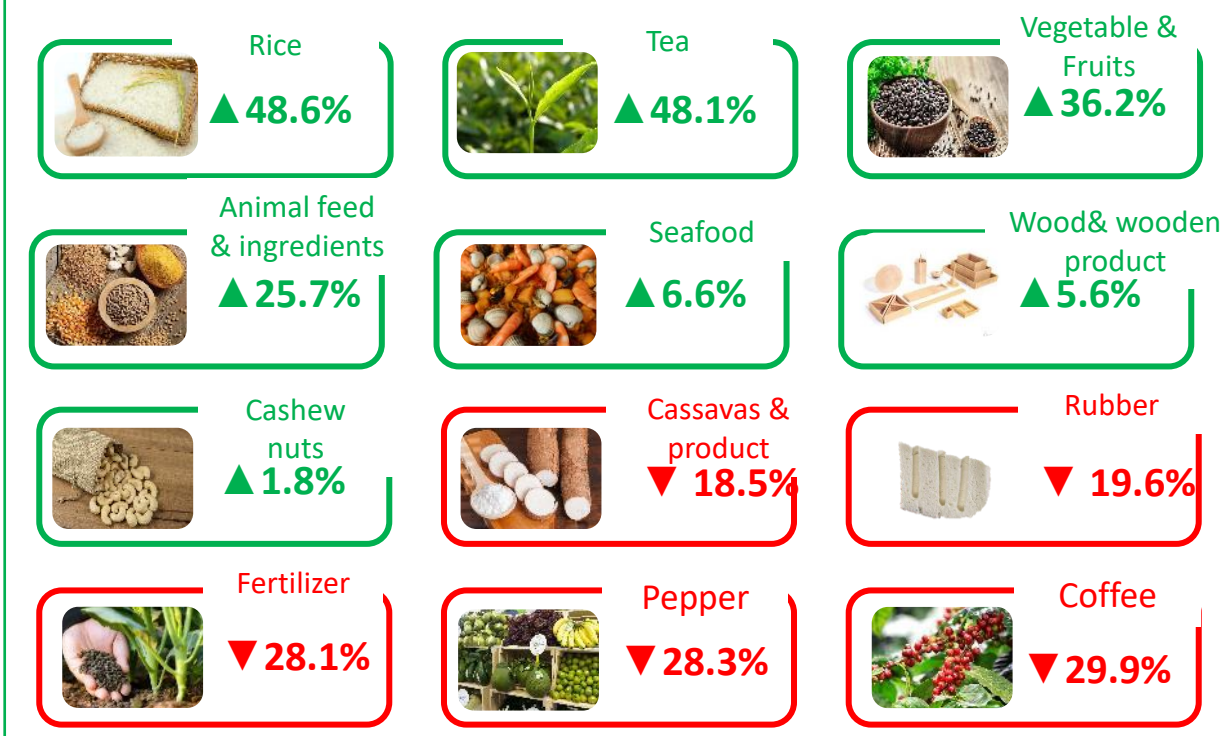 Rice
▲48.6%
Tea
▲48.1%
Vegetable &
Fruits
▲36.2%
Animal feed
& ingredients
▲25.7%
Seafood
▲6.6%
Wood& wooden
product
▲5.6%
Cashew
nuts
▲1.8%
Cassavas &
product
▼ 18.5%
Rubber
▼ 19.6%
Fertilizer
▼28.1%
Pepper
▼28.3%
Coffee
▼29.9%